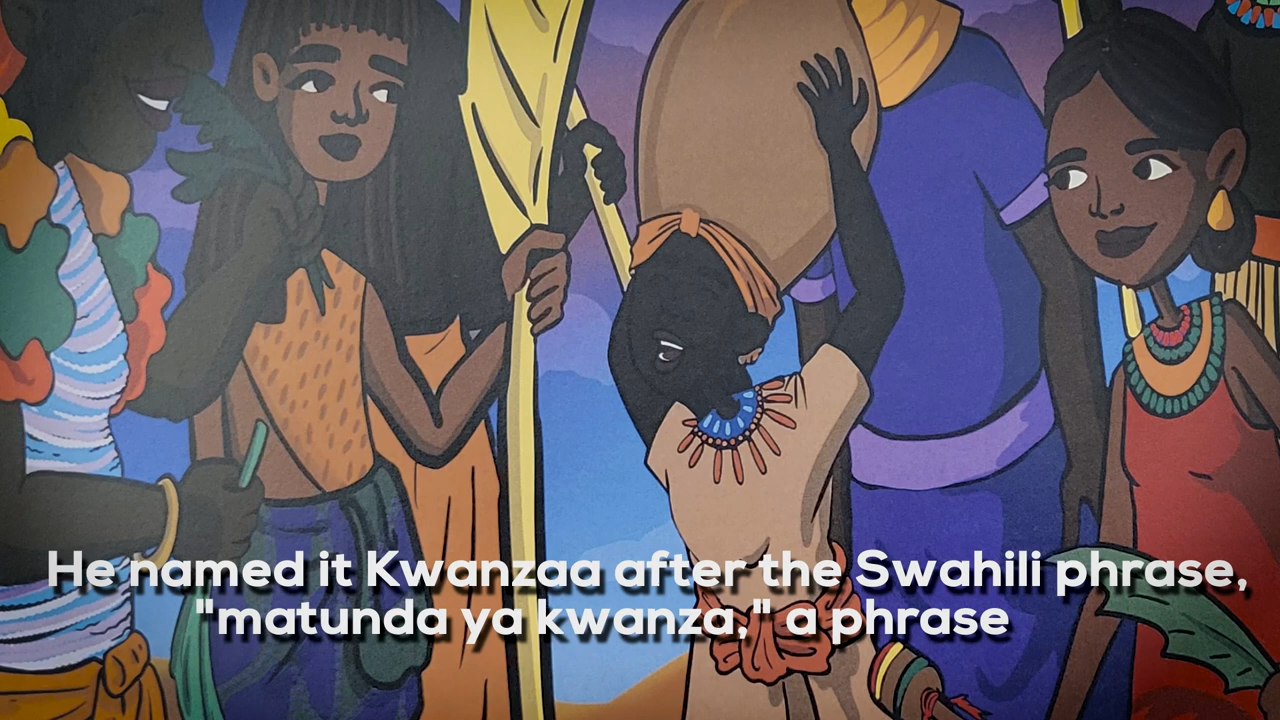 He named it Kwanzaa after the Swahili phrase,
"matunda ya kwanza," a phrase